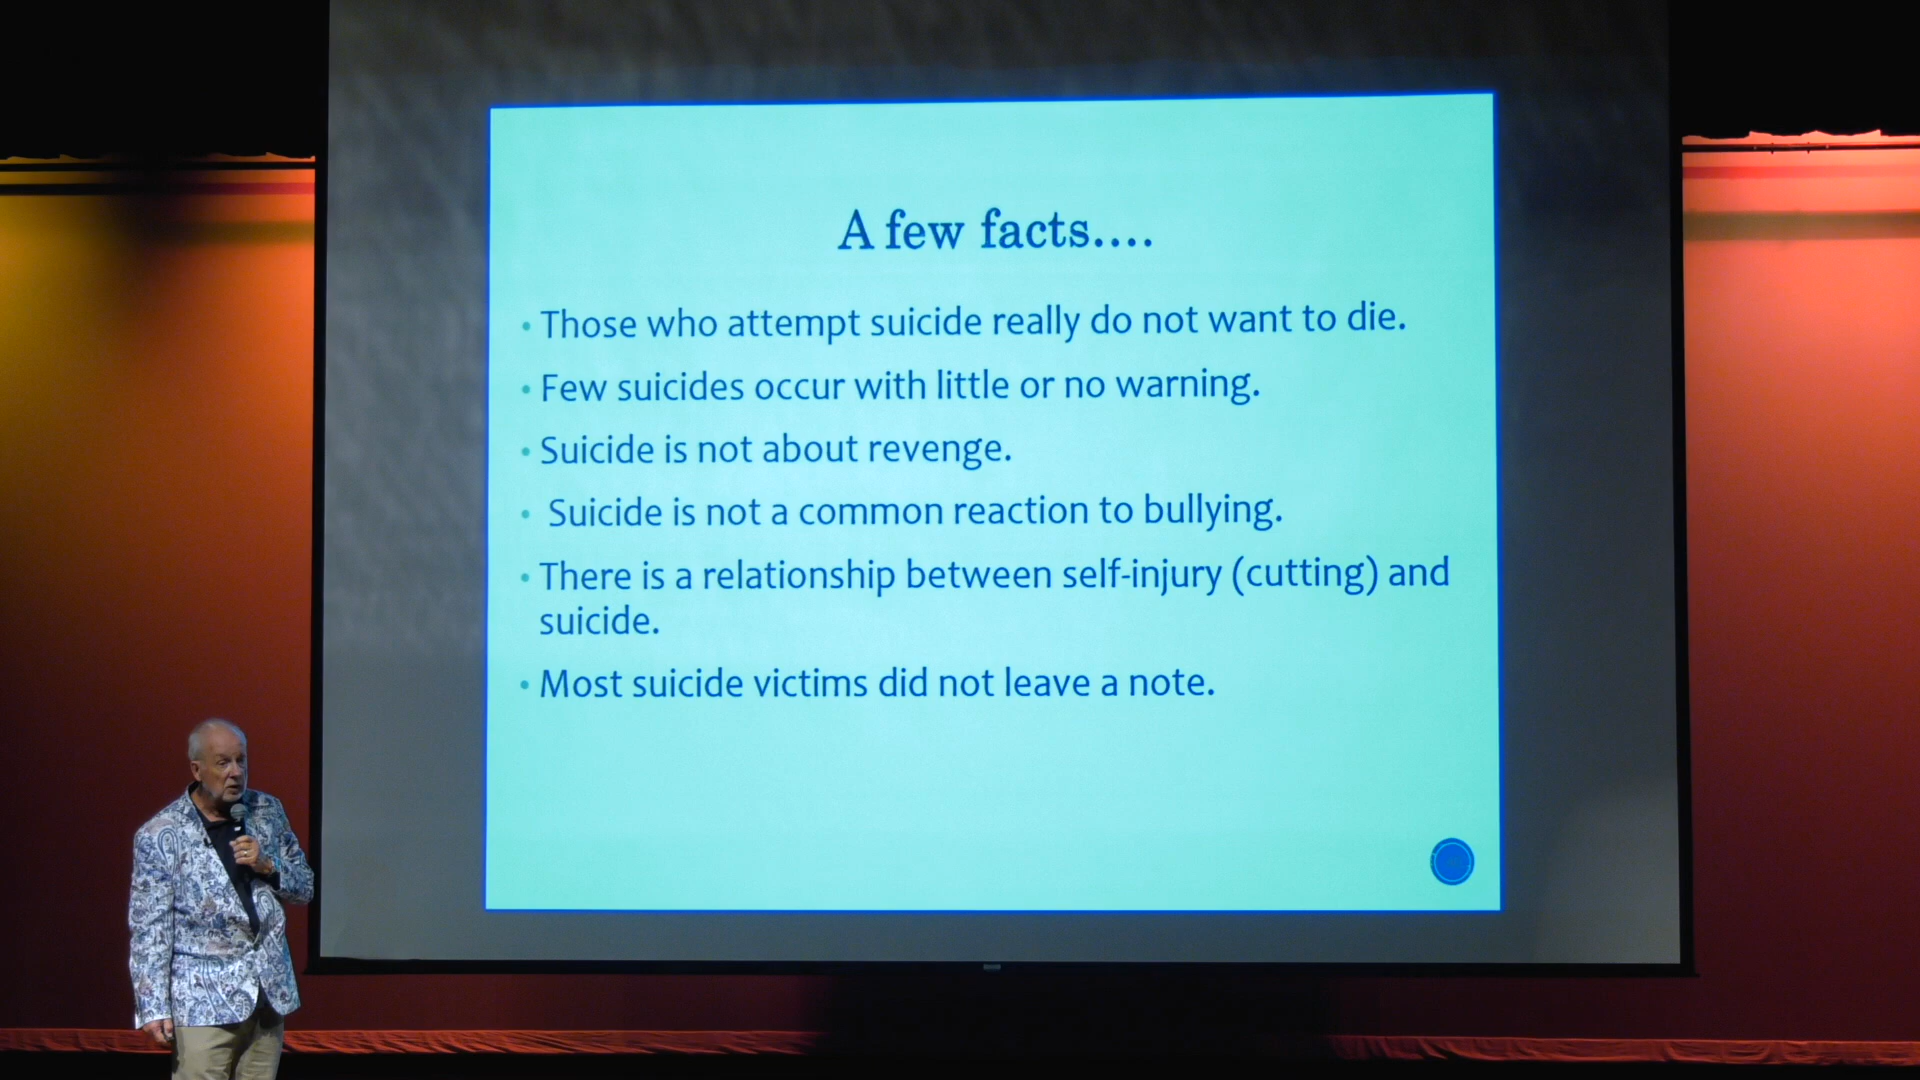 A few facts....
• Those who attempt suicide really do not want to die.
• Few suicides occur with little or no warning.
• Suicide is not about revenge.
• Suicide is not a common reaction to bullying.
• There is a relationship between self-injury (cutting) and
suicide.
• Most suicide victims did not leave a note.